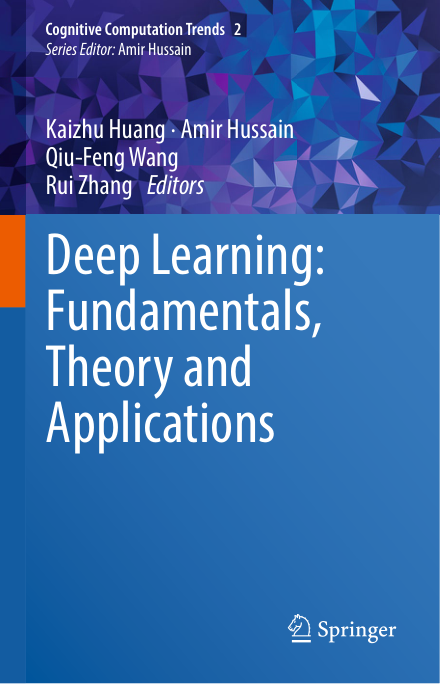 Cognitive Computation Trends 2
Series Editor: Amir Hussain
Kaizhu Huang · Amir Hussain
Qiu-Feng Wang
Rui Zhang Editors
Deep Learning:
Fundamentals,
Theory and
Applications
Springer